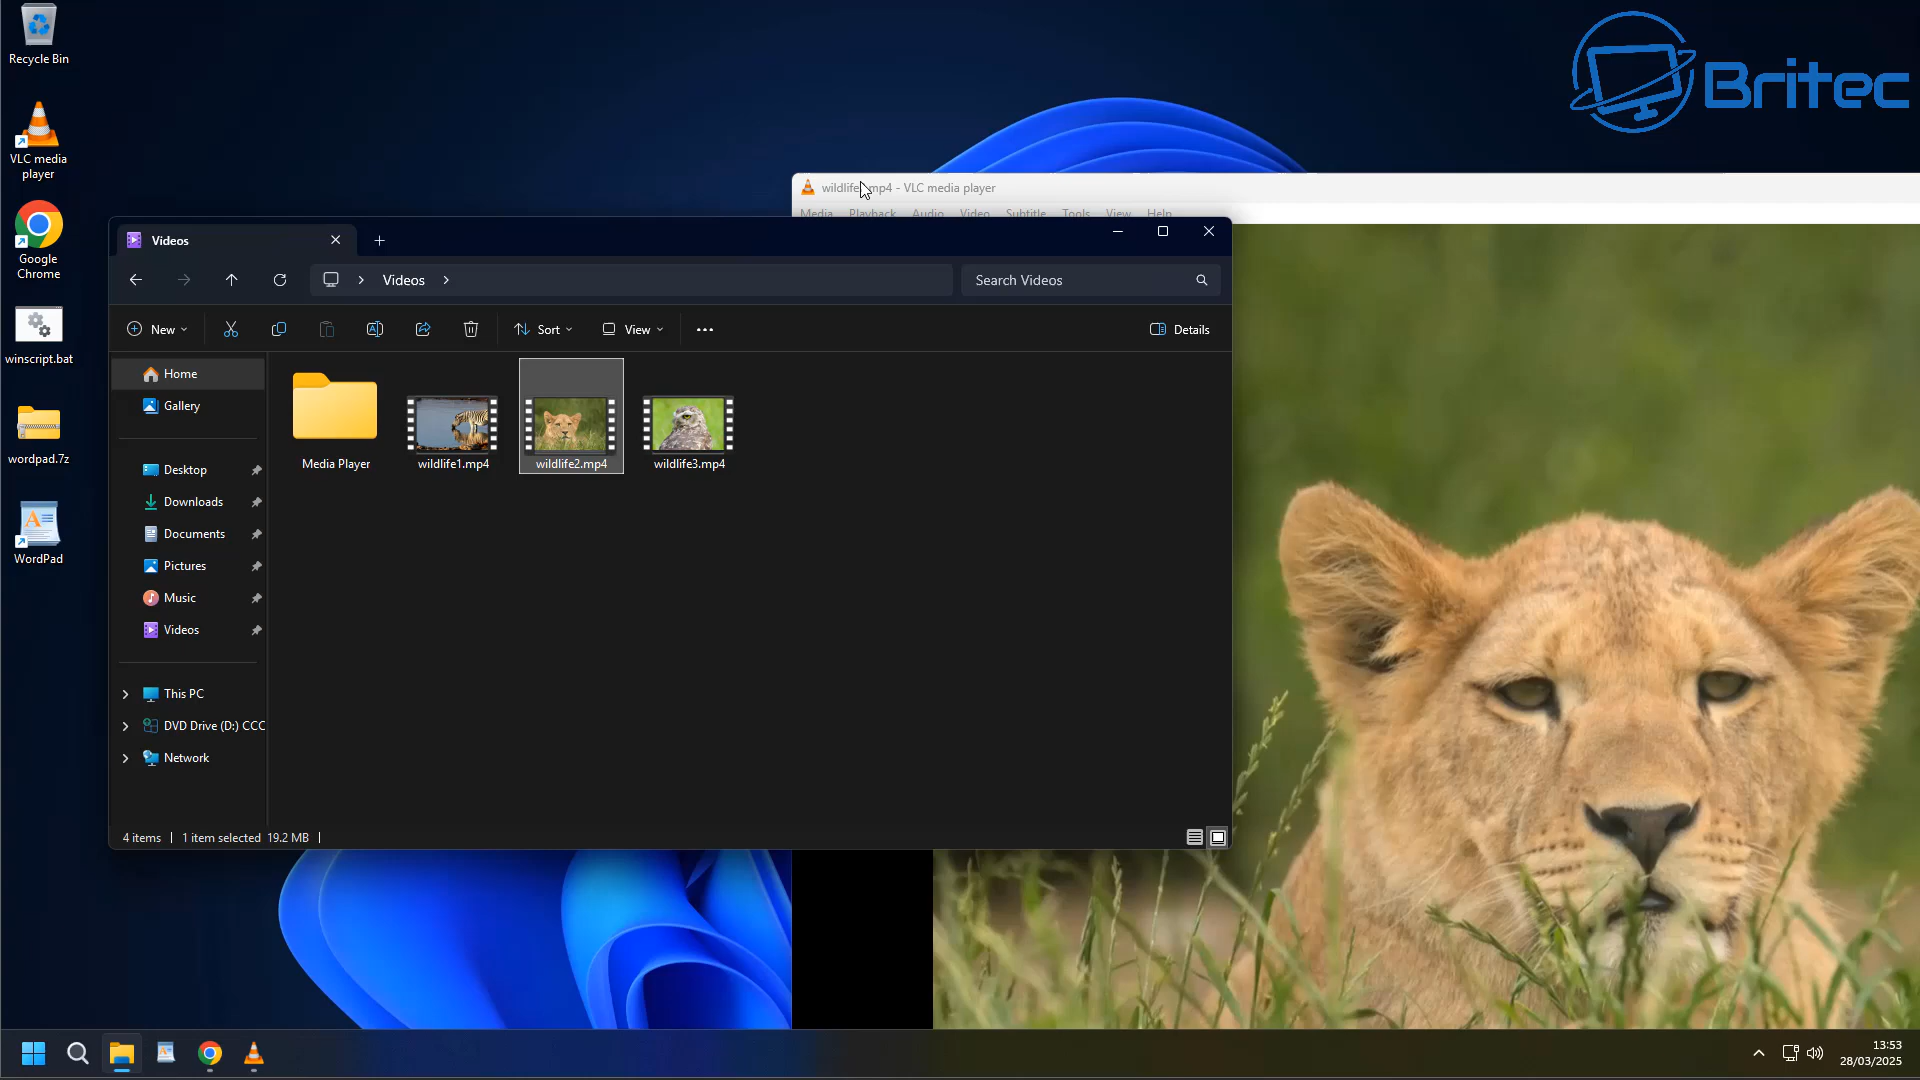 Recycle Bin
VLC media
player
Google
Chrome
winscript.bat
wordpad.7z
WordPad
Britec
wildlife mp4 - VLC media player
Media Playback Audio Video Subtitle Tools View Help
Videos
Videos
Search Videos
New
Sort
View
Details
Home
Gallery
Desktop
Downloads
Documents
Pictures
Music
Videos
This PC
DVD Drive (D:) CCC
Network
Media Player
wildlife1.mp4
wildlife2.mp4
wildlife3.mp4
4 items
1 item selected 19.2 MB
13:53
28/03/2025